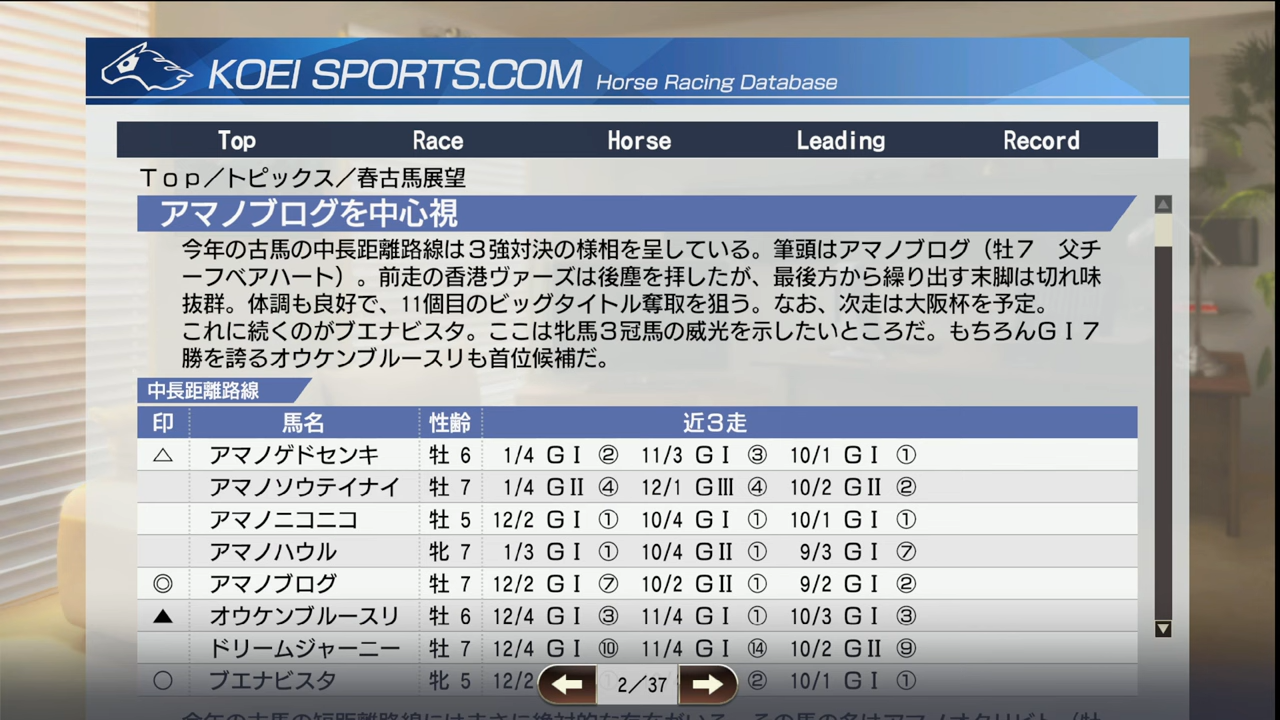 KOEI SPORTS.COM Horse Racing Database
Top Race Horse Leading Record
Ｔｏｐ／トピックス／春古馬展望
アマノブログを中心視
今年の古馬の中長距離路線は３強対決の様相を呈している。筆頭はアマノブログ（牡７　父チ
ーフベアハート）。前走の香港ヴァーズは後塵を拝したが、最後方から繰り出す末脚は切れ味
抜群。体調も良好で、11個目のビッグタイトル奪取を狙う。なお、次走は大阪杯を予定。
これに続くのがブエナビスタ。ここは牝馬３冠馬の威光を示したいところだ。もちろんＧⅠ７
勝を誇るオウケンブルースリも首位候補だ。
中長距離路線
印 馬名 性齢 近３走
△ アマノゲドセンキ 牡 6 1/4 ＧⅠ ② 11/3 ＧⅠ ③ 10/1 ＧⅠ ①
アマノソウテイナイ 牡 7 1/4 ＧⅡ ④ 12/1 ＧⅢ ④ 10/2 ＧⅡ ②
アマノニコニコ 牡 5 12/2 ＧⅠ ① 10/4 ＧⅠ ① 10/1 ＧⅠ ①
アマノハウル 牝 7 1/3 ＧⅠ ① 10/4 ＧⅡ ① 9/3 ＧⅠ ⑦
◎ アマノブログ 牡 7 12/2 ＧⅠ ⑦ 10/2 ＧⅡ ① 9/2 ＧⅠ ②
▲ オウケンブルースリ 牡 6 12/4 ＧⅠ ③ 11/4 ＧⅠ ① 10/3 ＧⅠ ③
ドリームジャーニー 牡 7 12/4 ＧⅠ ⑩ 11/4 ＧⅠ ⑭ 10/2 ＧⅡ ⑨
○ ブエナビスタ 牝 5 12/2 ② 10/1 ＧⅠ ①
2／37